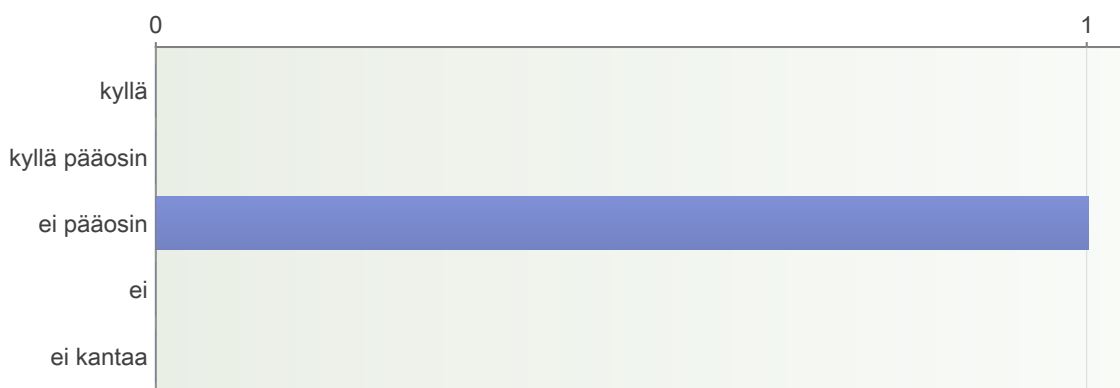 0 1
kyllä
kyllä pääosin
ei pääosin
ei
ei kantaa